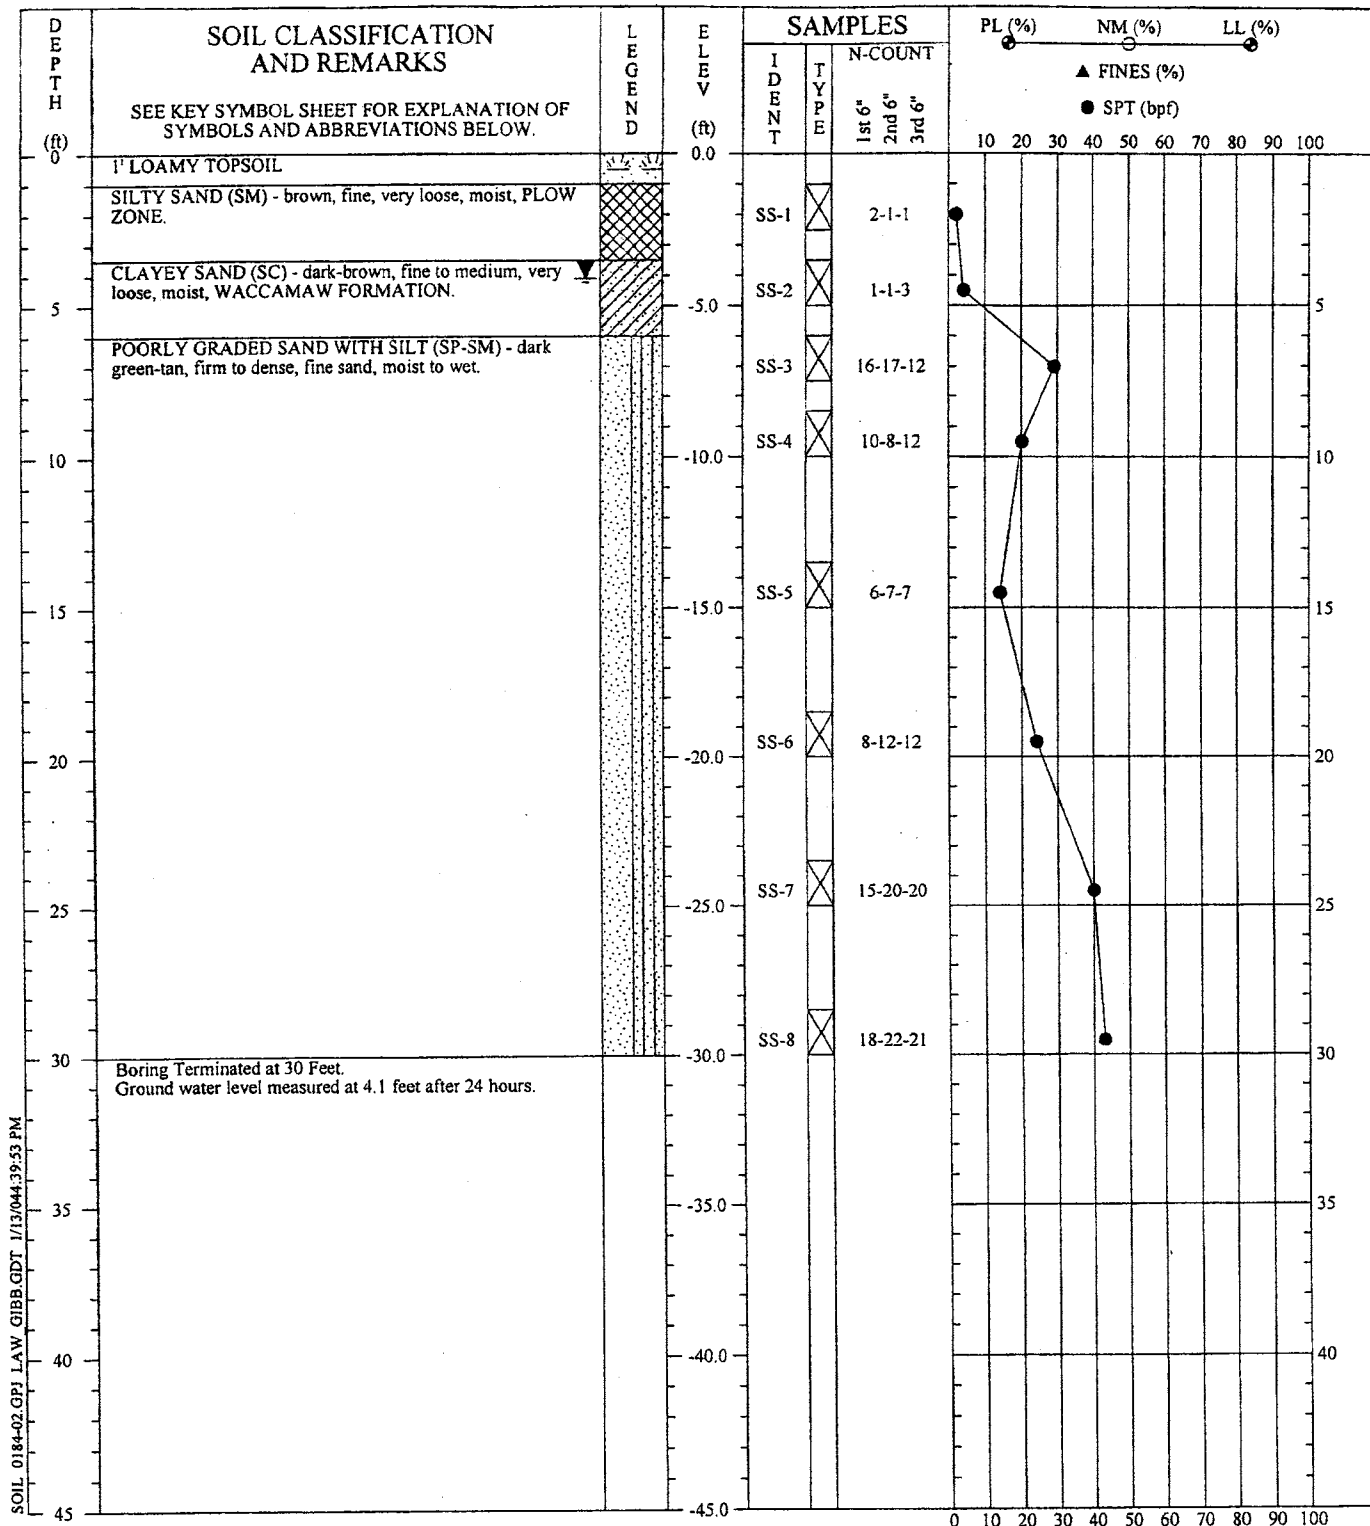 DEPTH
(ft)
SOIL CLASSIFICATION
AND REMARKS
SEE KEY SYMBOL SHEET FOR EXPLANATION OF
SYMBOLS AND ABBREVIATIONS BELOW.
LEGEND
ELEV
(ft)
SAMPLES
IDENT
TYPE
N-COUNT
1st 6"
2nd 6"
3rd 6"
PL (%) NM (%) LL (%)
▲ FINES (%)
● SPT (bpf)
10 20 30 40 50 60 70 80 90 100
0 0.0
1' LOAMY TOPSOIL
SILTY SAND (SM) - brown, fine, very loose, moist, PLOW
ZONE.
SS-1 2-1-1
CLAYEY SAND (SC) - dark-brown, fine to medium, very
loose, moist, WACCAMAW FORMATION.
SS-2 1-1-3
5 -5.0 5
POORLY GRADED SAND WITH SILT (SP-SM) - dark
green-tan, firm to dense, fine sand, moist to wet.
SS-3 16-17-12
SS-4 10-8-12
10 -10.0 10
SS-5 6-7-7
15 -15.0 15
SS-6 8-12-12
20 -20.0 20
SS-7 15-20-20
25 -25.0 25
SS-8 18-22-21
30 -30.0 30
Boring Terminated at 30 Feet.
Ground water level measured at 4.1 feet after 24 hours.
35 -35.0 35
40 -40.0 40
45 -45.0
0 10 20 30 40 50 60 70 80 90 100
SOIL 0184-02.GPJ LAW_GIBB.GDT 1/13/044:39:53 PM